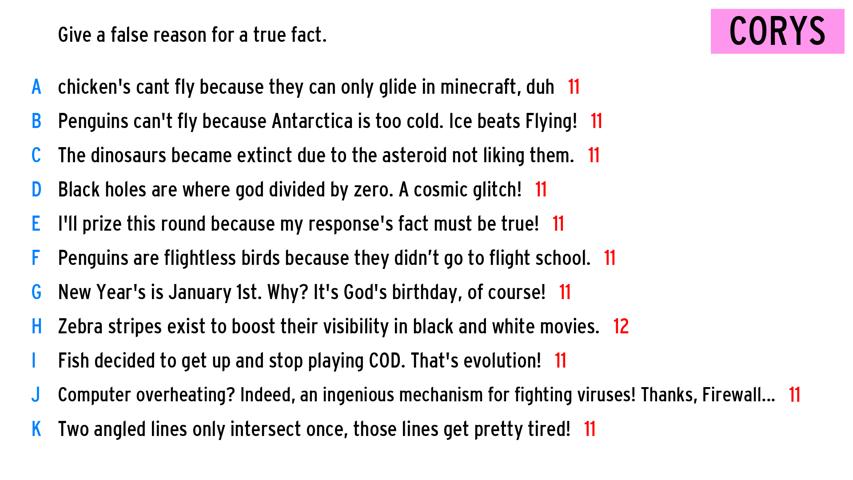 Give a false reason for a true fact.
CORYS
A chicken's cant fly because they can only glide in minecraft, duh 11
B Penguins can't fly because Antarctica is too cold. Ice beats Flying! 11
C The dinosaurs became extinct due to the asteroid not liking them. 11
D Black holes are where god divided by zero. A cosmic glitch! 11
E I'll prize this round because my response's fact must be true! 11
F Penguins are flightless birds because they didn’t go to flight school. 11
G New Year's is January 1st. Why? It's God's birthday, of course! 11
H Zebra stripes exist to boost their visibility in black and white movies. 12
I Fish decided to get up and stop playing COD. That's evolution! 11
J Computer overheating? Indeed, an ingenious mechanism for fighting viruses! Thanks, Firewall... 11
K Two angled lines only intersect once, those lines get pretty tired! 11